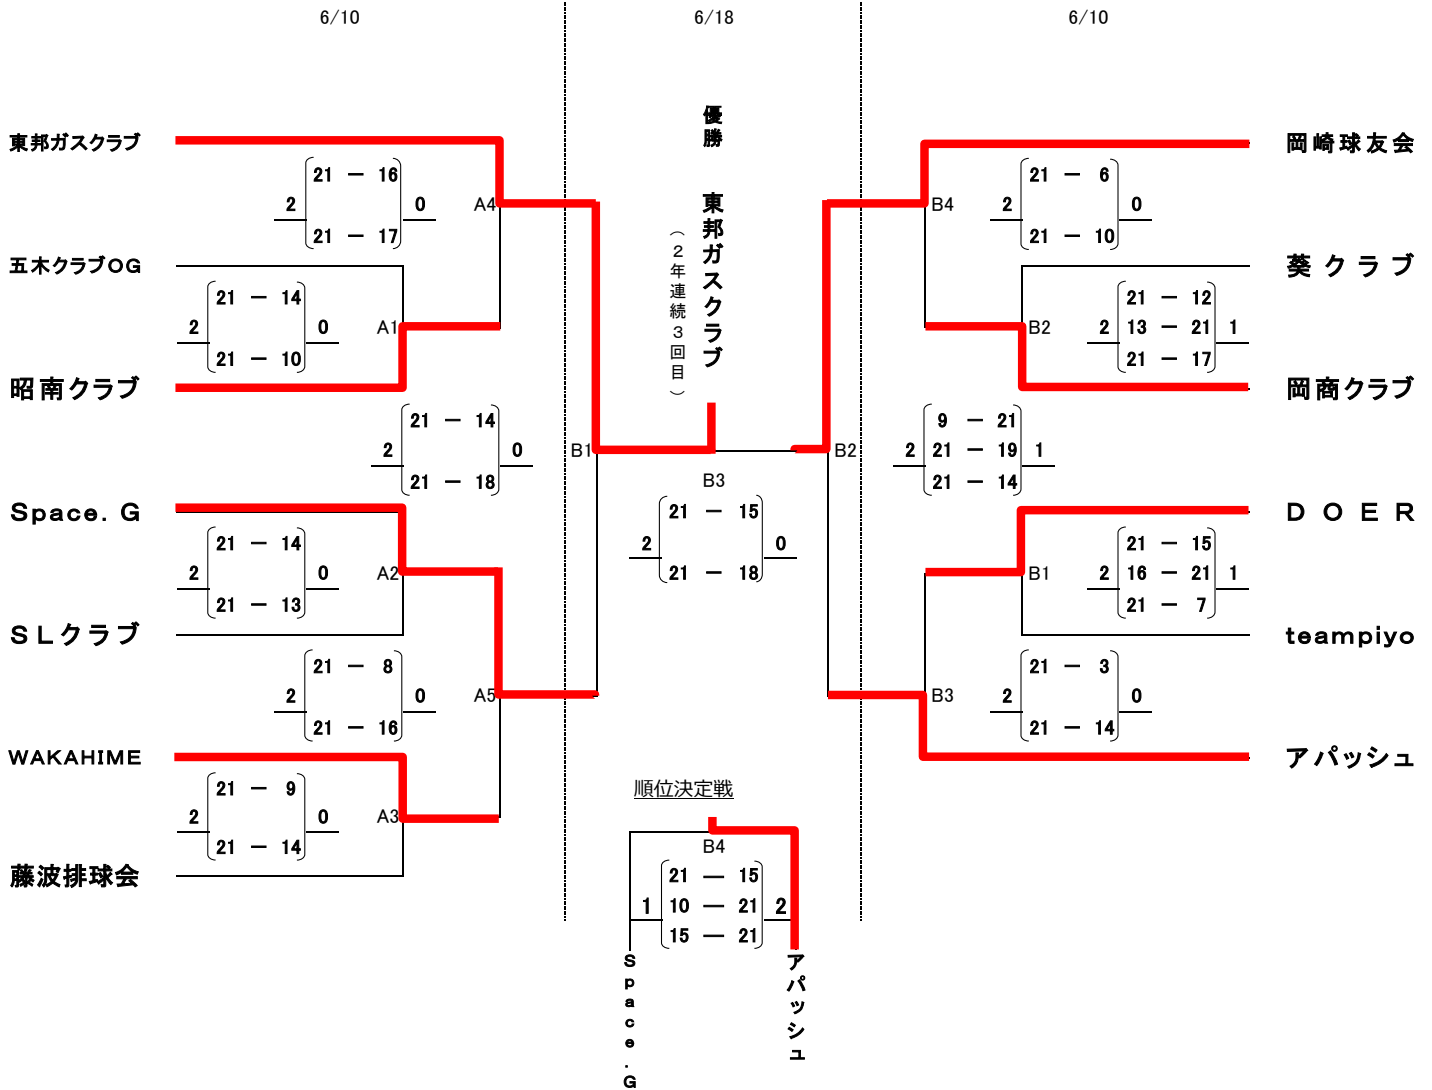 6/10
6/18
6/10
優勝 東邦ガスクラブ
（２年連続３回目）
東邦ガスクラブ
21 － 16
2 0
21 － 17
A4
五木クラブOG
21 － 14
2 0
21 － 10
A1
昭南クラブ
21 － 14
2 0
21 － 18
B1
Space. G
21 － 14
2 0
21 － 13
A2
SLクラブ
21 － 8
2 0
21 － 16
A5
WAKAHIME
21 － 9
2 0
21 － 14
A3
藤波排球会
B3
21 － 15
2 0
21 － 18
順位決定戦
B4
21 － 15
1 10 － 21 2
15 － 21
Space.G
アパッシュ
岡崎球友会
B4
21 － 6
2 0
21 － 10
葵クラブ
B2
21 － 12
2 13 － 21 1
21 － 17
岡商クラブ
B2
9 － 21
2 21 － 19 1
21 － 14
DOER
B1
21 － 15
2 16 － 21 1
21 － 7
teampiyo
B3
21 － 3
2 0
21 － 14
アパッシュ